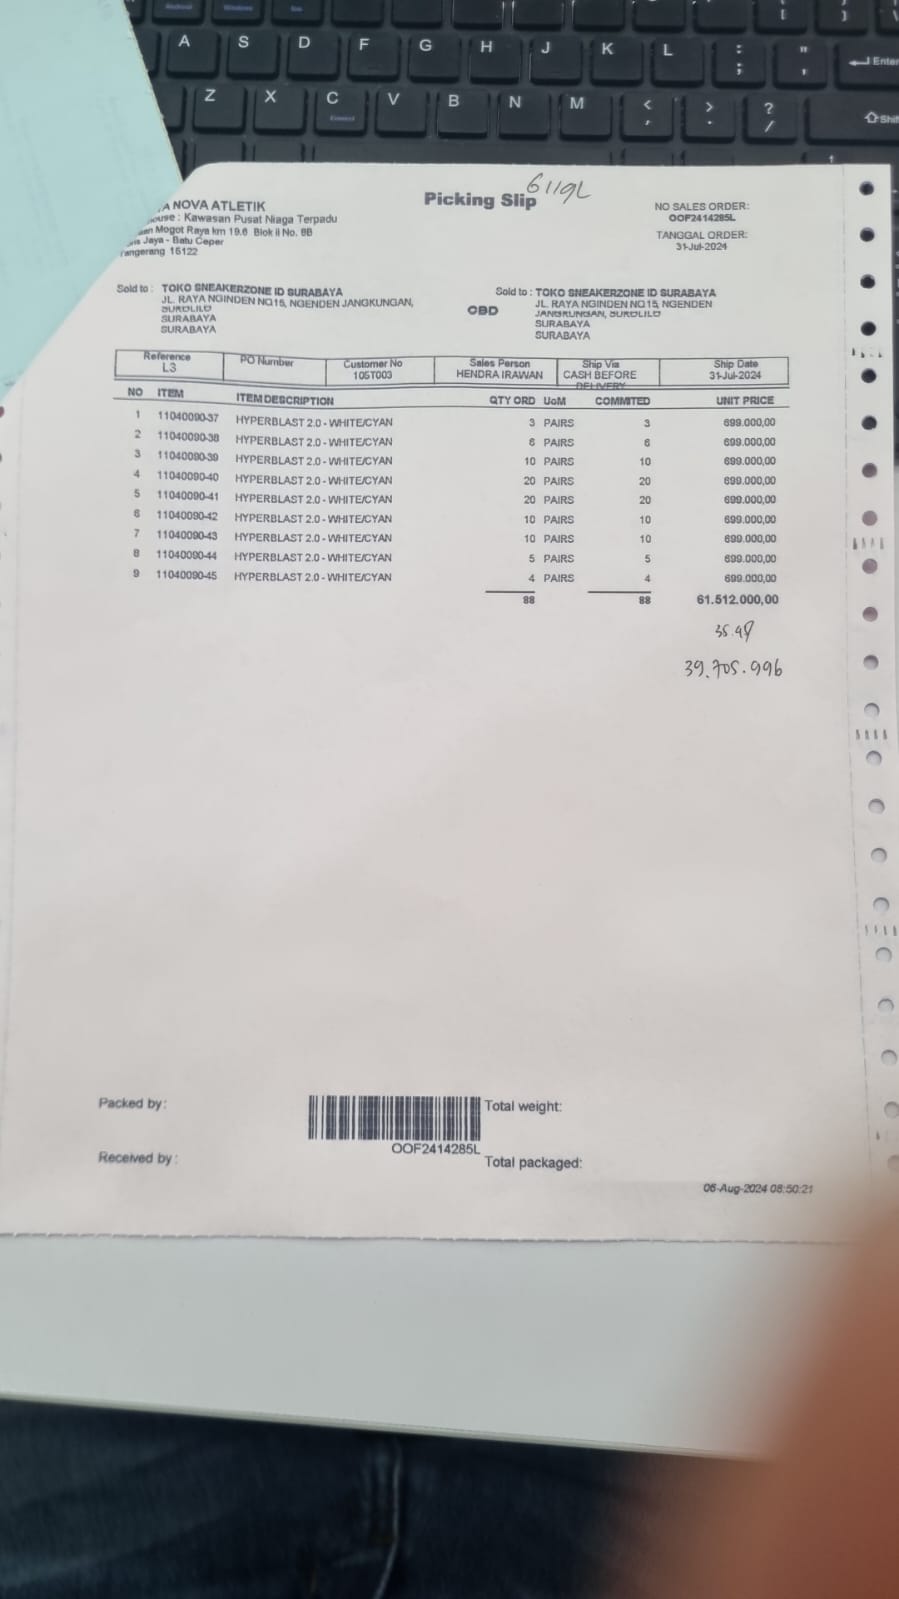 A S D F G H J K L : ; " ' Enter
Z X C V B N M < , > . ? / Shift
Picking Slip 6119L
A NOVA ATLETIK
ouse : Kawasan Pusat Niaga Terpadu
an Mogot Raya km 19.6 Blok ii No. 8B
Jaya - Batu Ceper
angerang 15122
NO SALES ORDER:
OOF2414285L
TANGGAL ORDER:
31-Jul-2024
Sold to : TOKO SNEAKERZONE ID SURABAYA
JL. RAYA NGINDEN NO15, NGENDEN JANGKUNGAN,
SUKOLILO
SURABAYA
SURABAYA
CBD
Sold to : TOKO SNEAKERZONE ID SURABAYA
JL. RAYA NGINDEN NO15, NGENDEN
JANGKUNGAN, SUKOLILO
SURABAYA
SURABAYA
Reference PO Number Customer No Sales Person Ship Via Ship Date
L3 105T003 HENDRA IRAWAN CASH BEFORE DELIVERY 31-Jul-2024
NO ITEM ITEM DESCRIPTION QTY ORD UoM COMMITED UNIT PRICE
1 11040090-37 HYPERBLAST 2.0 - WHITE/CYAN 3 PAIRS 3 699.000,00
2 11040090-38 HYPERBLAST 2.0 - WHITE/CYAN 6 PAIRS 6 699.000,00
3 11040090-39 HYPERBLAST 2.0 - WHITE/CYAN 10 PAIRS 10 699.000,00
4 11040090-40 HYPERBLAST 2.0 - WHITE/CYAN 20 PAIRS 20 699.000,00
5 11040090-41 HYPERBLAST 2.0 - WHITE/CYAN 20 PAIRS 20 699.000,00
6 11040090-42 HYPERBLAST 2.0 - WHITE/CYAN 10 PAIRS 10 699.000,00
7 11040090-43 HYPERBLAST 2.0 - WHITE/CYAN 10 PAIRS 10 699.000,00
8 11040090-44 HYPERBLAST 2.0 - WHITE/CYAN 5 PAIRS 5 699.000,00
9 11040090-45 HYPERBLAST 2.0 - WHITE/CYAN 4 PAIRS 4 699.000,00
88 88 61.512.000,00
39.705.996
Packed by:
Total weight:
OOF2414285L
Received by :
Total packaged:
06-Aug-2024 08:50:21